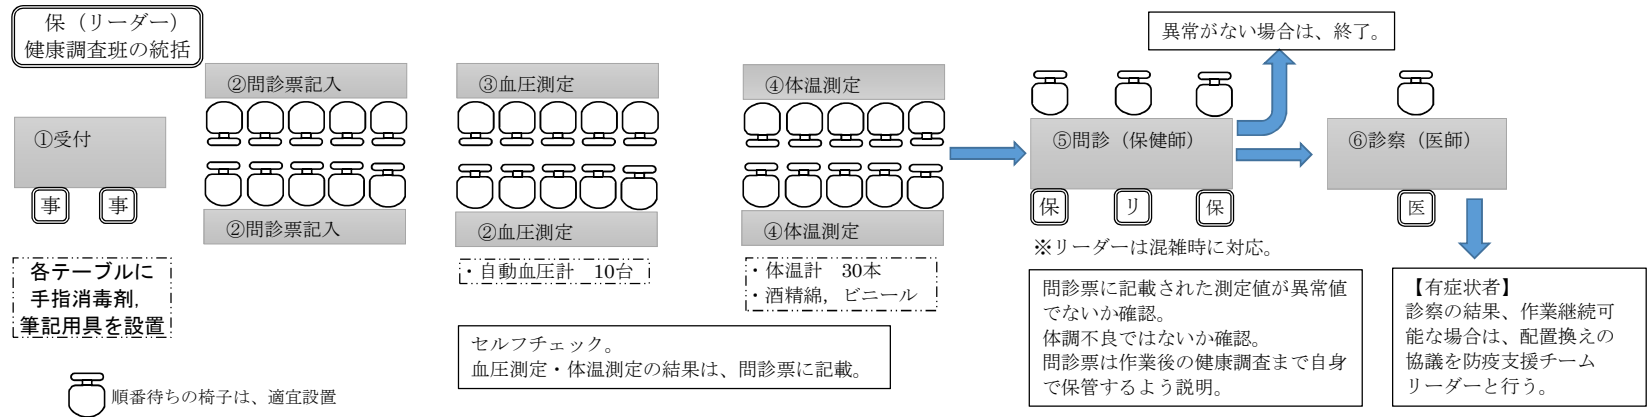 保（リーダー）
健康調査班の統括
①受付
事
事
各テーブルに
手指消毒剤,
筆記用具を設置
順番待ちの椅子は、適宜設置
②問診票記入
②問診票記入
③血圧測定
②血圧測定
・自動血圧計　10台
④体温測定
④体温測定
・体温計　30本
・酒精綿，ビニール
セルフチェック。
血圧測定・体温測定の結果は、問診票に記載。
異常がない場合は、終了。
⑤問診（保健師）
保
リ
保
※リーダーは混雑時に対応。
問診票に記載された測定値が異常値
でないか確認。
体調不良ではないか確認。
問診票は作業後の健康調査まで自身
で保管するよう説明。
⑥診察（医師）
医
【有症状者】
診察の結果、作業継続可
能な場合は、配置換えの
協議を防疫支援チーム
リーダーと行う。